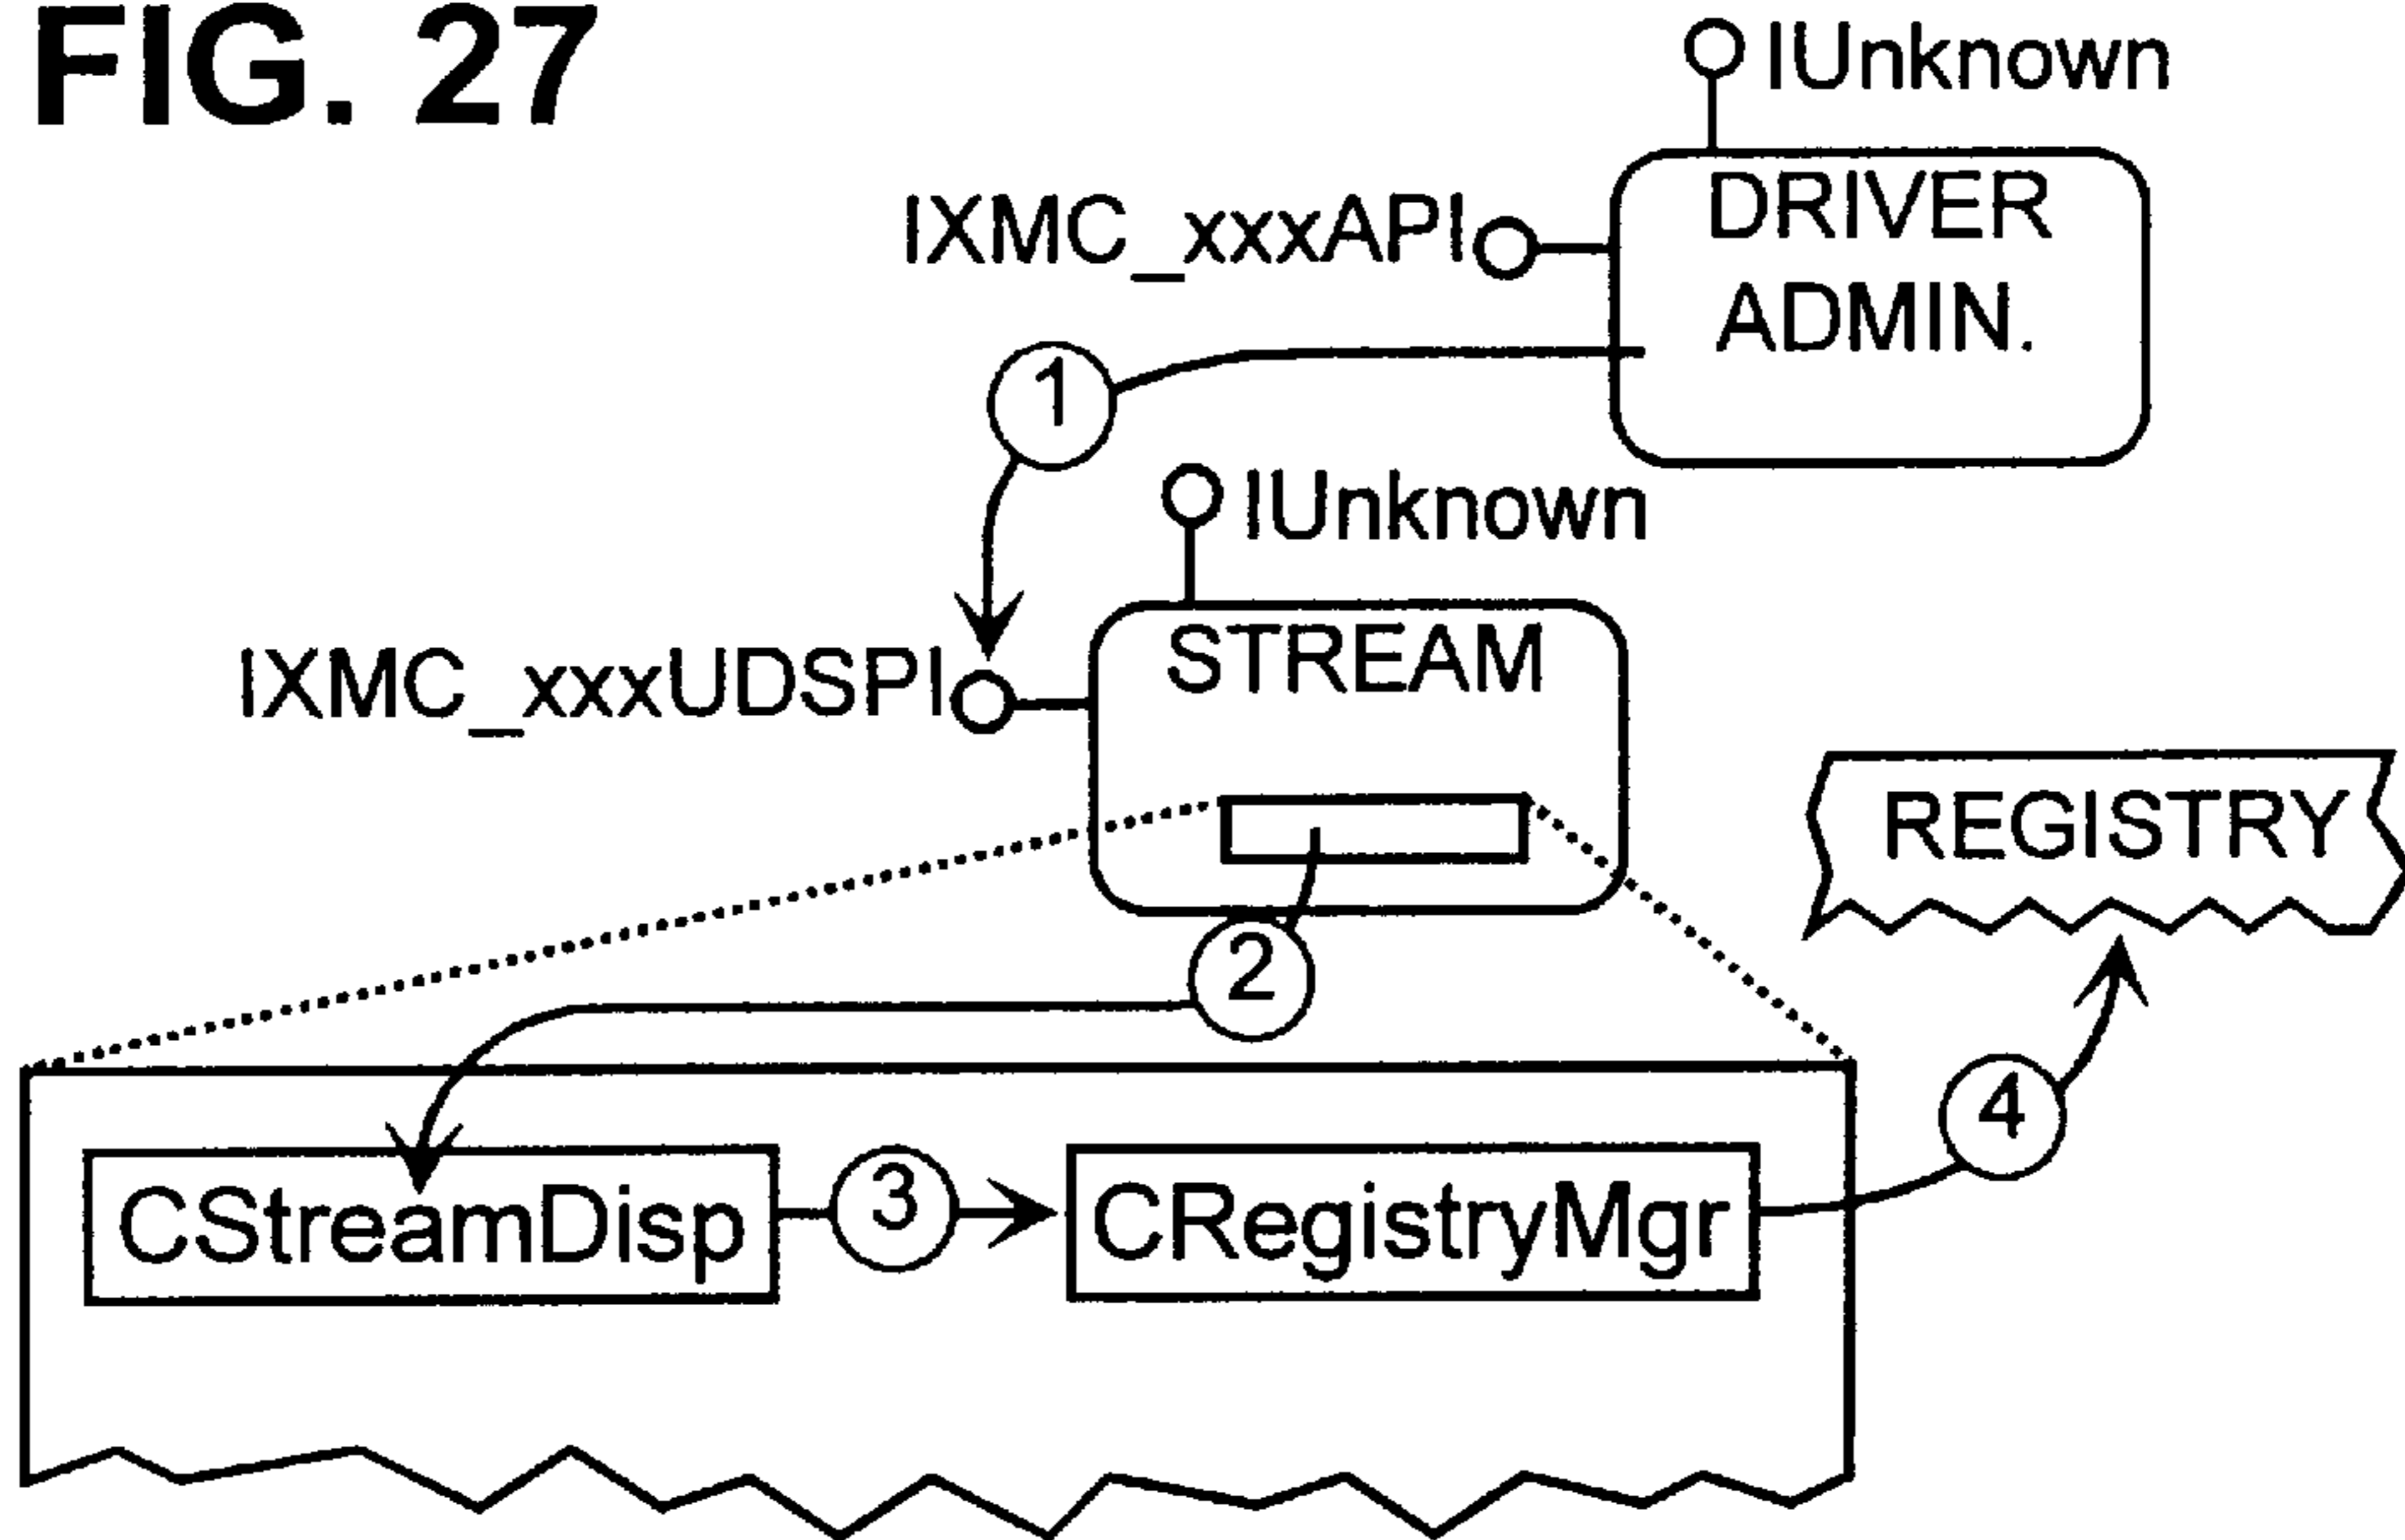 FIG. 27
IUnknown
IXMC_xxxAPI
DRIVER
ADMIN.
1
IUnknown
IXMC_xxxUDSPI
STREAM
REGISTRY
2
4
CStreamDisp
3
CRegistryMgr